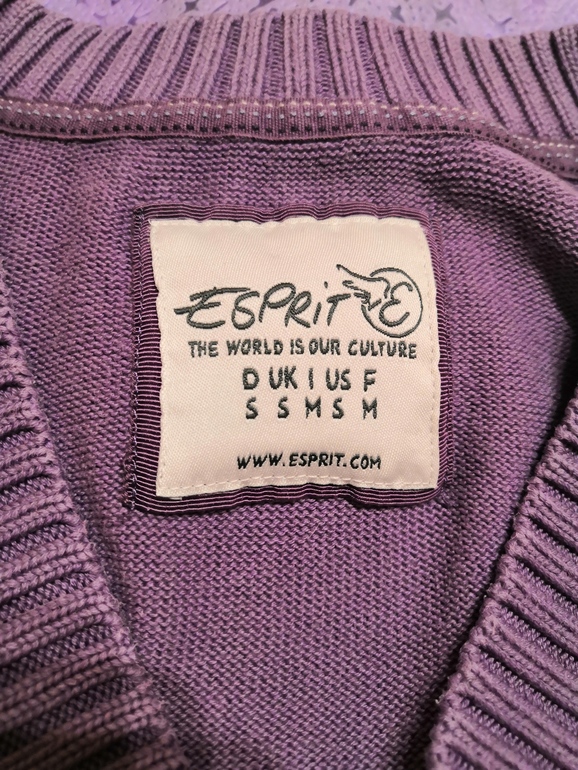 ESPRIT E
THE WORLD IS OUR CULTURE
D UK I US F
S S M S M
WWW.ESPRIT.COM